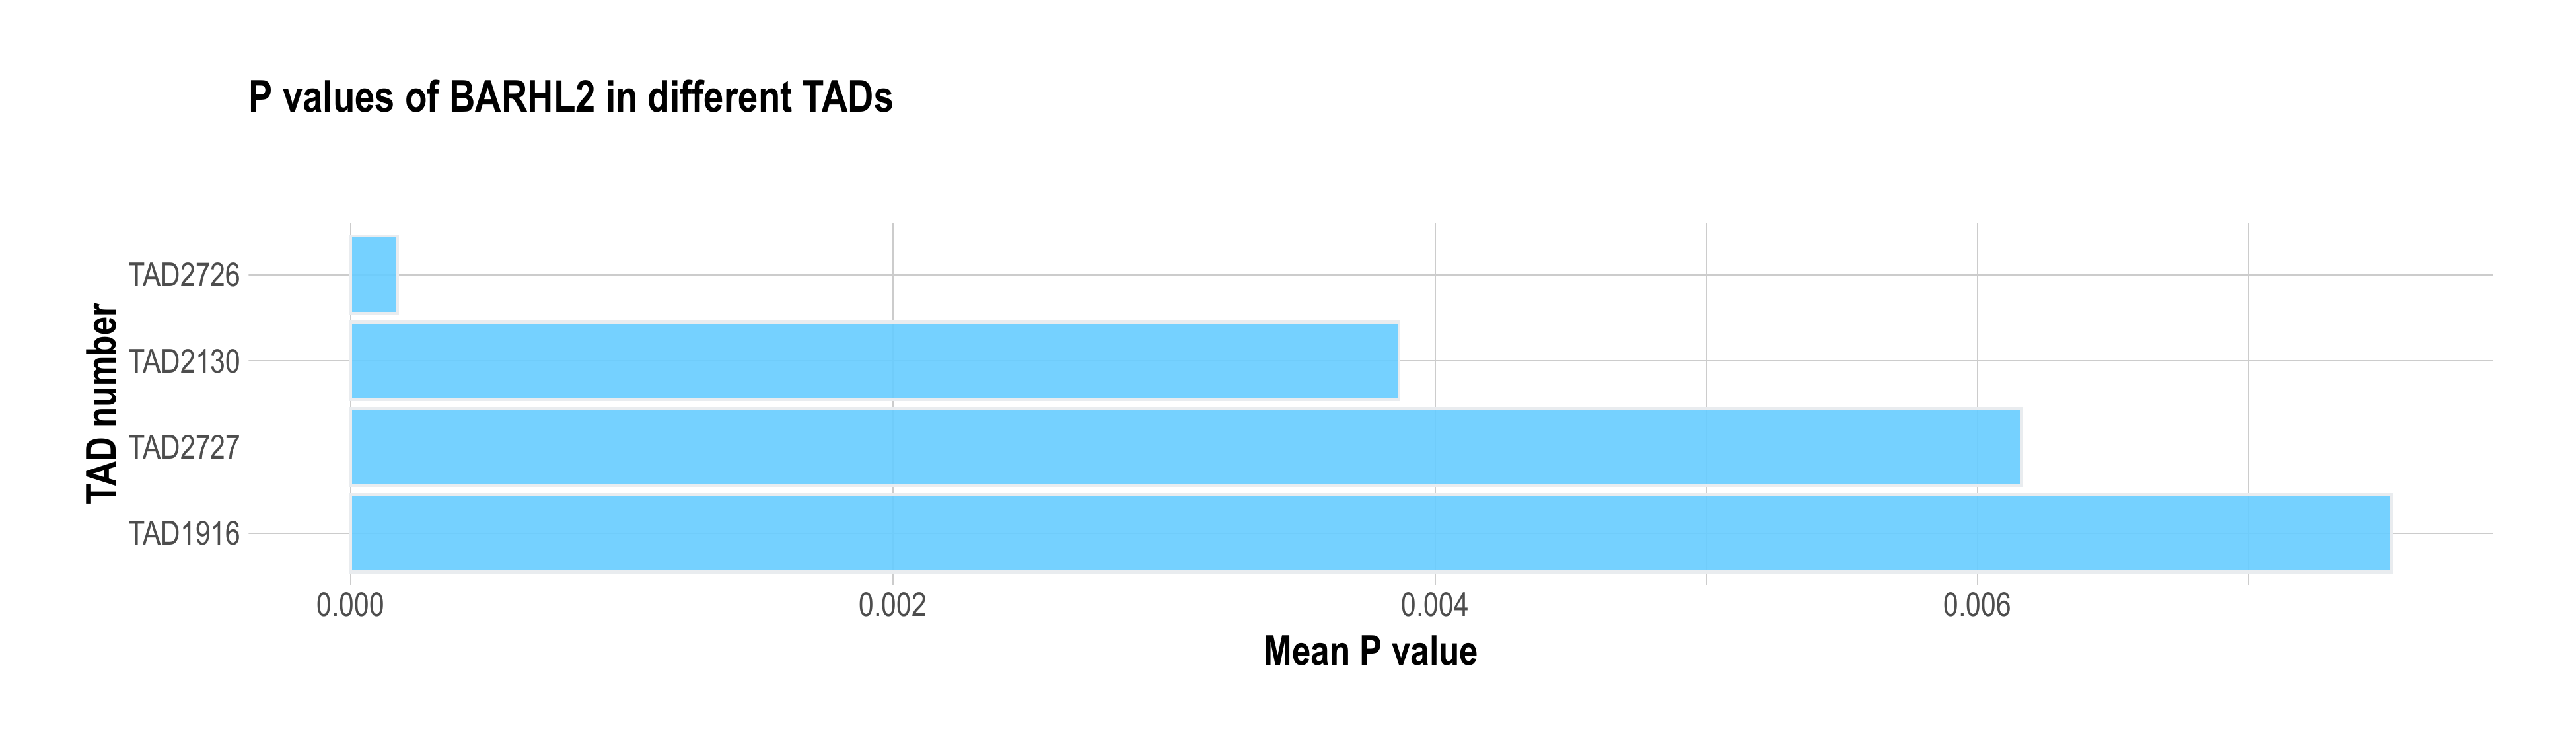 P values of BARHL2 in different TADs
TAD number
TAD2726
TAD2130
TAD2727
TAD1916
0.000 0.002 0.004 0.006
Mean P value